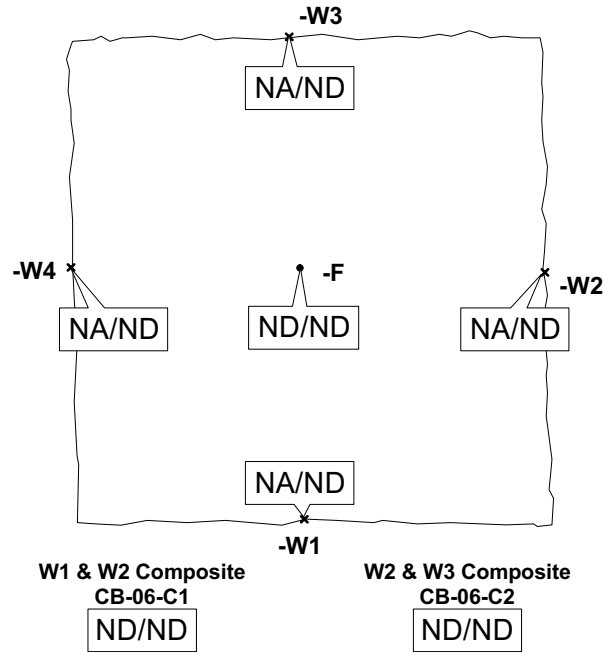 -W3
NA/ND
-W4
-F
-W2
NA/ND
ND/ND
NA/ND
NA/ND
-W1
W1 & W2 Composite
CB-06-C1
ND/ND
W2 & W3 Composite
CB-06-C2
ND/ND